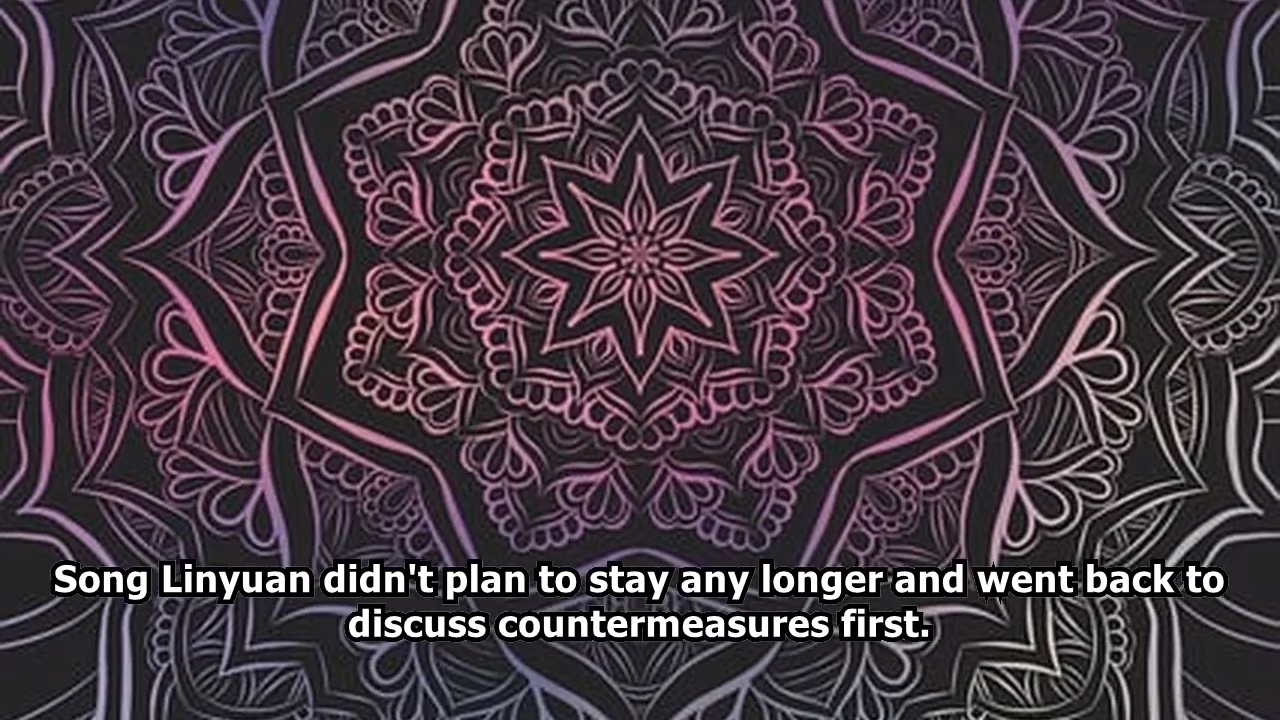 Song Linyuan didn't plan to stay any longer and went back to
discuss countermeasures first.